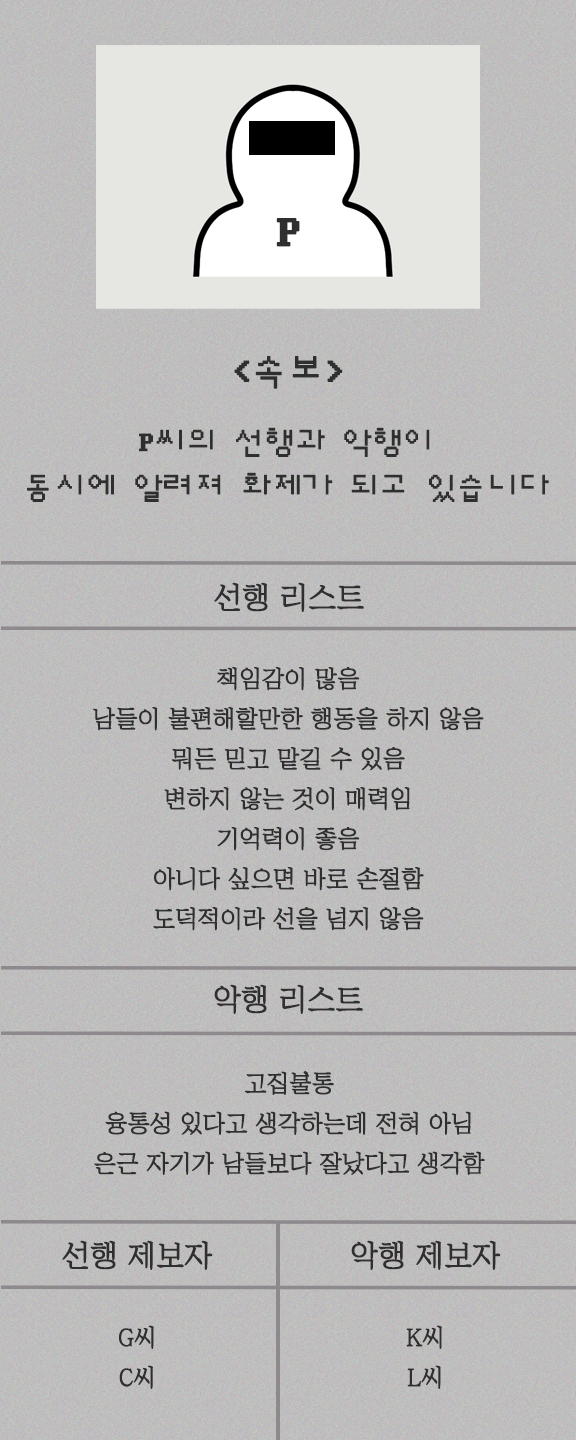 P
<속보>
P씨의 선행과 악행이
동시에 알려져 화제가 되고 있습니다
선행 리스트
책임감이 많음
남들이 불편해할만한 행동을 하지 않음
뭐든 믿고 맡길 수 있음
변하지 않는 것이 매력임
기억력이 좋음
아니다 싶으면 바로 손절함
도덕적이라 선을 넘지 않음
악행 리스트
고집불통
융통성 있다고 생각하는데 전혀 아님
은근 자기가 남들보다 잘났다고 생각함
선행 제보자
악행 제보자
G씨
K씨
C씨
L씨